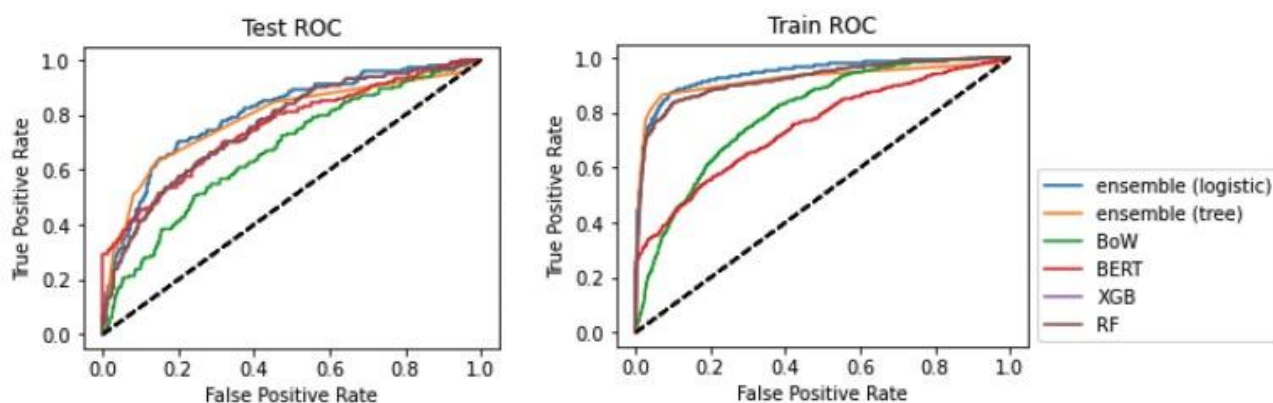 Test ROC
True Positive Rate
1.0
0.8
0.6
0.4
0.2
0.0
0.0 0.2 0.4 0.6 0.8 1.0
False Positive Rate
Train ROC
True Positive Rate
1.0
0.8
0.6
0.4
0.2
0.0
0.0 0.2 0.4 0.6 0.8 1.0
False Positive Rate
ensemble (logistic)
ensemble (tree)
BoW
BERT
XGB
RF